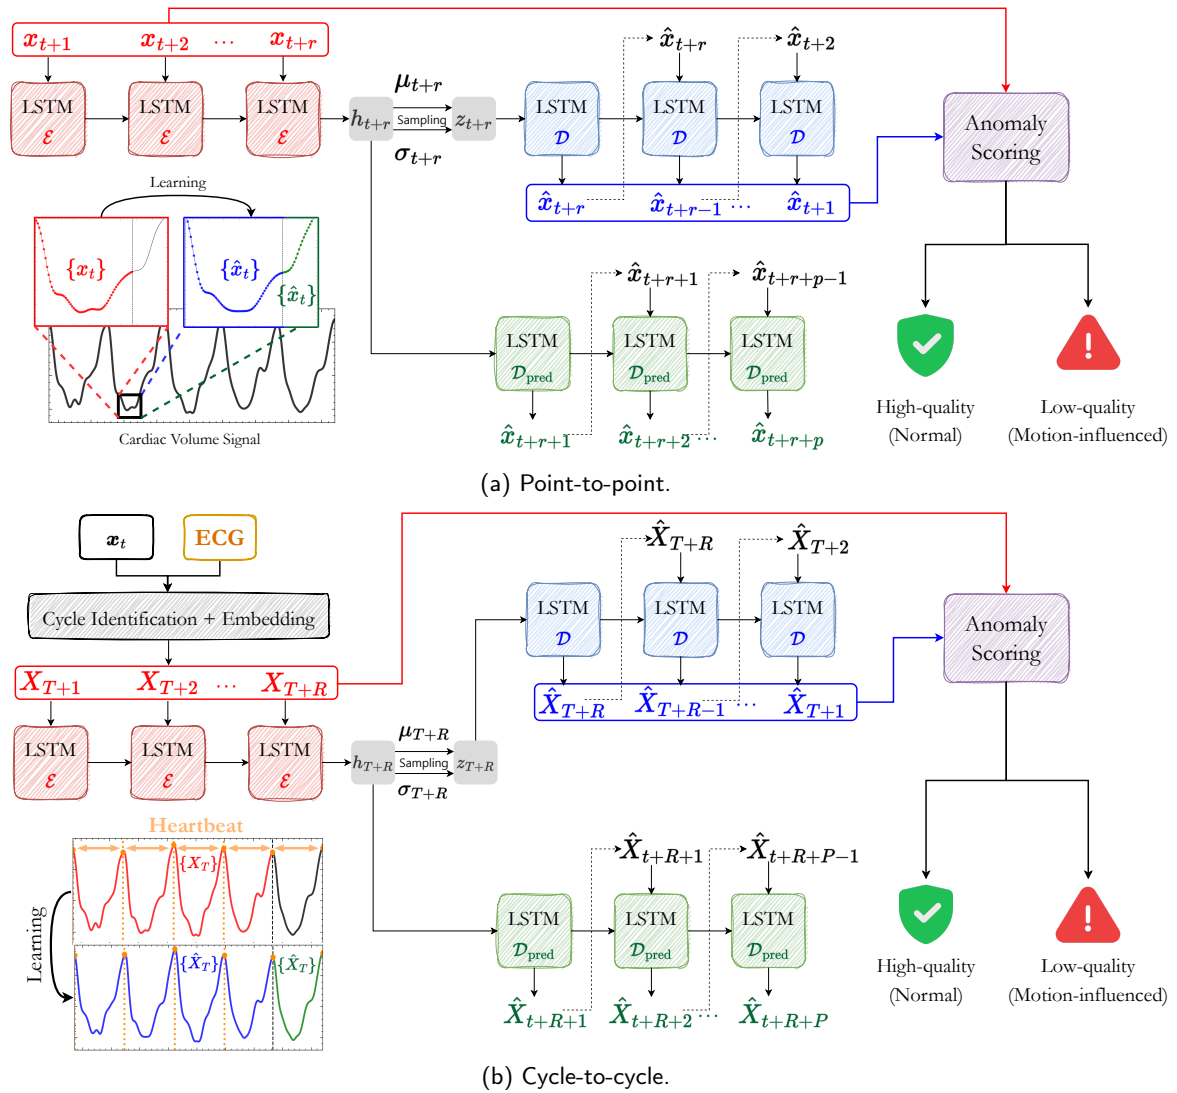 x_{t+1} x_{t+2} ... x_{t+r}
LSTM LSTM LSTM
ℰ ℰ ℰ
h_{t+r}
μ_{t+r}
Sampling
σ_{t+r}
z_{t+r}
x̂_{t+r} x̂_{t+2}
LSTM LSTM LSTM
𝒟 𝒟 𝒟
x̂_{t+r} x̂_{t+r-1} ... x̂_{t+1}
Anomaly
Scoring
Learning
{x_t}
{x̂_t}
{x̂_t}
Cardiac Volume Signal
x̂_{t+r+1} x̂_{t+r+p-1}
LSTM LSTM LSTM
𝒟_pred 𝒟_pred 𝒟_pred
x̂_{t+r+1} x̂_{t+r+2} ... x̂_{t+r+p}
High-quality
(Normal)
Low-quality
(Motion-influenced)
(a) Point-to-point.
x_t ECG
Cycle Identification + Embedding
X_{T+1} X_{T+2} ... X_{T+R}
LSTM LSTM LSTM
ℰ ℰ ℰ
h_{T+R}
μ_{T+R}
Sampling
σ_{T+R}
z_{T+R}
X̂_{T+R} X̂_{T+2}
LSTM LSTM LSTM
𝒟 𝒟 𝒟
X̂_{T+R} X̂_{T+R-1} ... X̂_{T+1}
Anomaly
Scoring
Heartbeat
{X_T}
Learning
{X̂_T} {X̂_T}
X̂_{t+R+1} X̂_{t+R+P-1}
LSTM LSTM LSTM
𝒟_pred 𝒟_pred 𝒟_pred
X̂_{t+R+1} X̂_{t+R+2} ... X̂_{t+R+P}
High-quality
(Normal)
Low-quality
(Motion-influenced)
(b) Cycle-to-cycle.